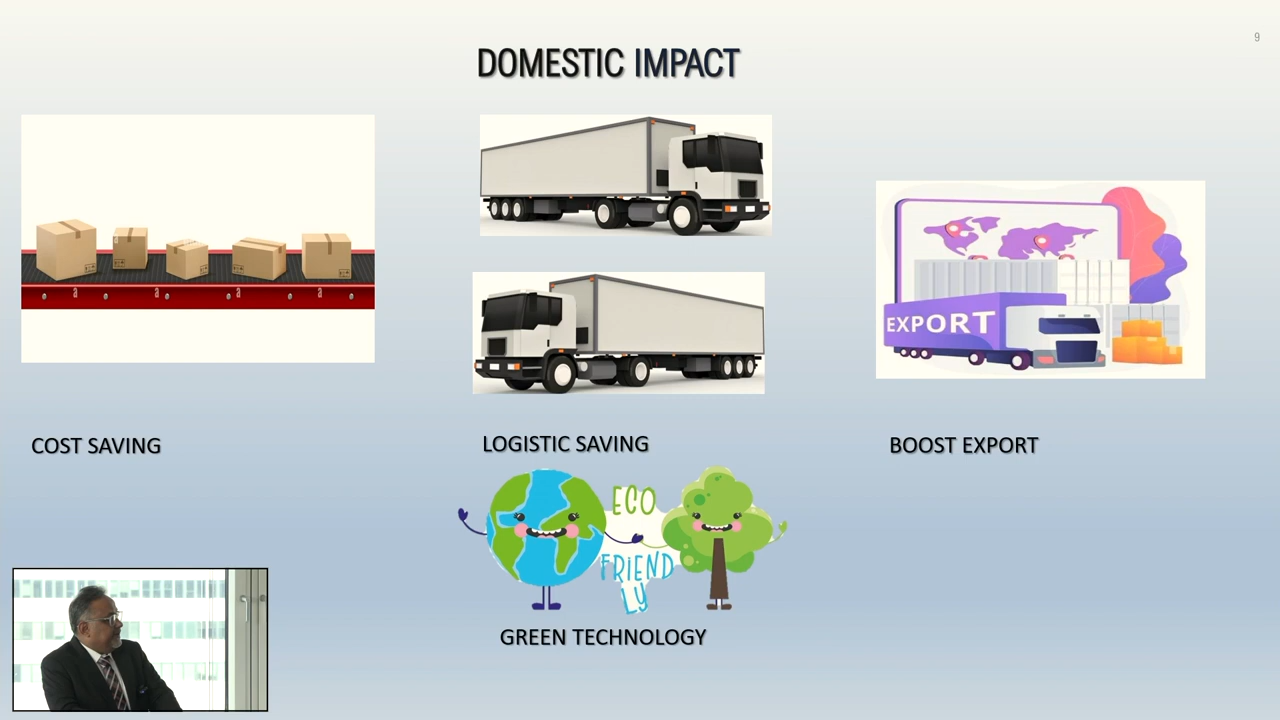 9
DOMESTIC IMPACT
a a a a
EXPORT
COST SAVING
LOGISTIC SAVING
BOOST EXPORT
ECO
FRIEND
LY
GREEN TECHNOLOGY